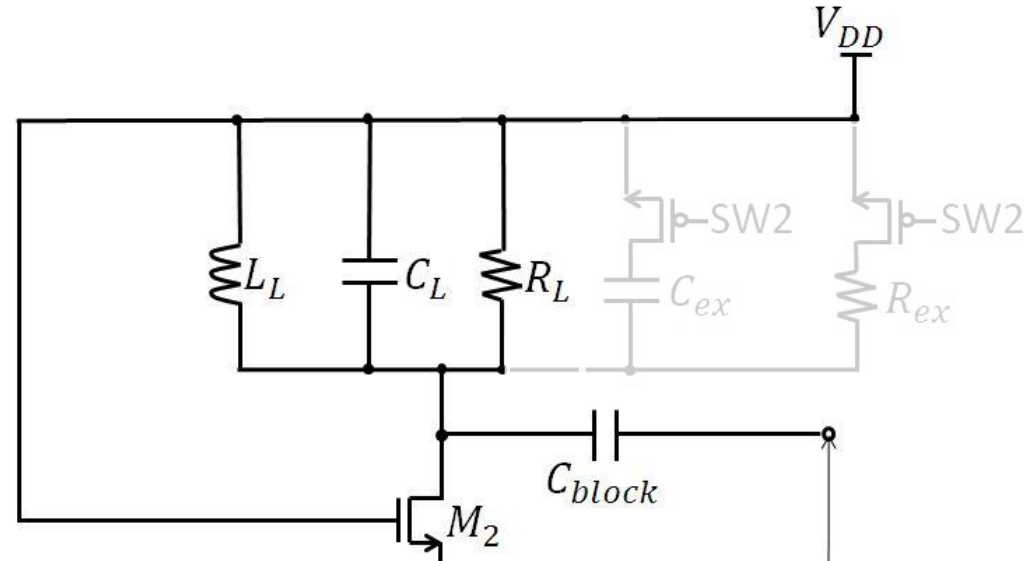 V_DD
SW2
SW2
L_L
C_L
R_L
C_ex
R_ex
C_block
M_2